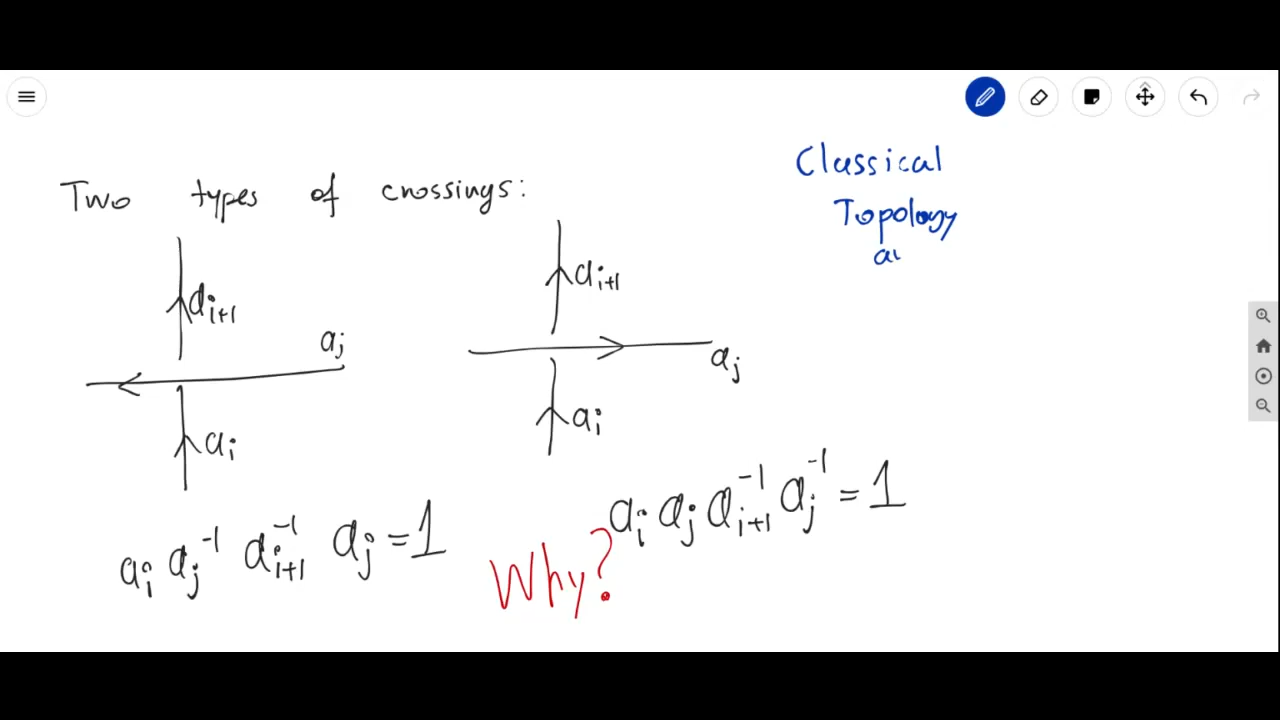 Two types of crossings:
a_{i+1}
a_j
a_i
a_i a_j^{-1} a_{i+1}^{-1} a_j = 1
a_{i+1}
a_j
a_i
a_i a_j a_{i+1}^{-1} a_j^{-1} = 1
Why?
Classical
Topology